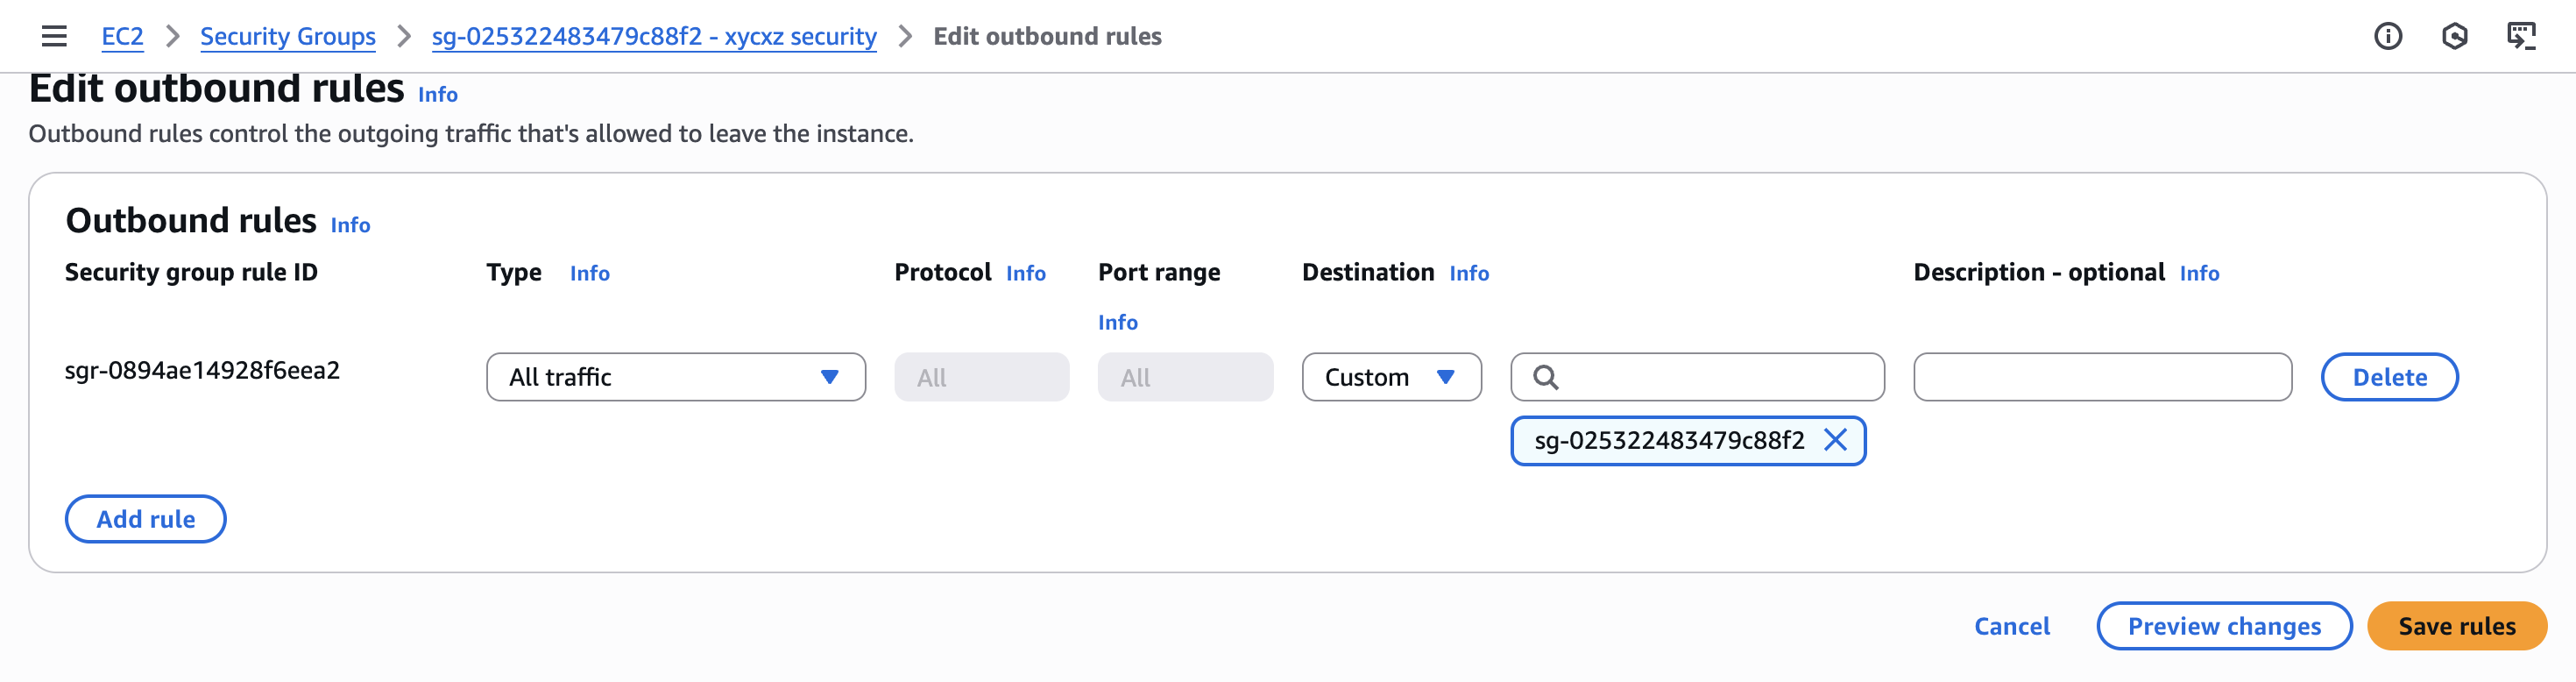 EC2 > Security Groups > sg-025322483479c88f2 - xycxz security > Edit outbound rules
Edit outbound rules Info
Outbound rules control the outgoing traffic that's allowed to leave the instance.
Outbound rules Info
Security group rule ID Type Info Protocol Info Port range Info Destination Info Description - optional Info
sgr-0894ae14928f6eea2 All traffic All All Custom Delete
sg-025322483479c88f2
Add rule
Cancel Preview changes Save rules